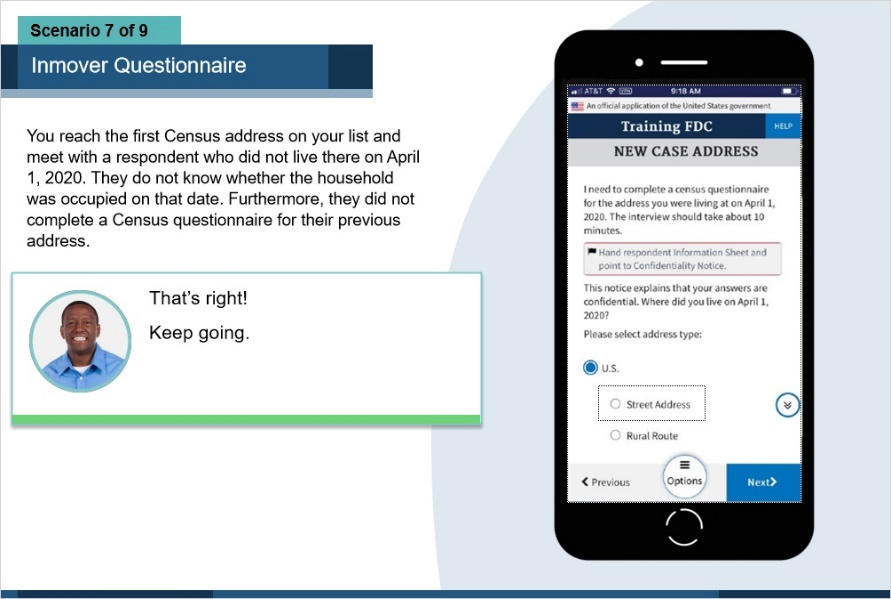 Scenario 7 of 9
Inmover Questionnaire
You reach the first Census address on your list and
meet with a respondent who did not live there on April
1, 2020. They do not know whether the household
was occupied on that date. Furthermore, they did not
complete a Census questionnaire for their previous
address.
That’s right!
Keep going.
AT&T VPN 9:18 AM
An official application of the United States government
Training FDC
HELP
NEW CASE ADDRESS
I need to complete a census questionnaire
for the address you were living at on April 1,
2020. The interview should take about 10
minutes.
Hand respondent Information Sheet and
point to Confidentiality Notice.
This notice explains that your answers are
confidential. Where did you live on April 1,
2020?
Please select address type:
U.S.
Street Address
Rural Route
Previous
Options
Next